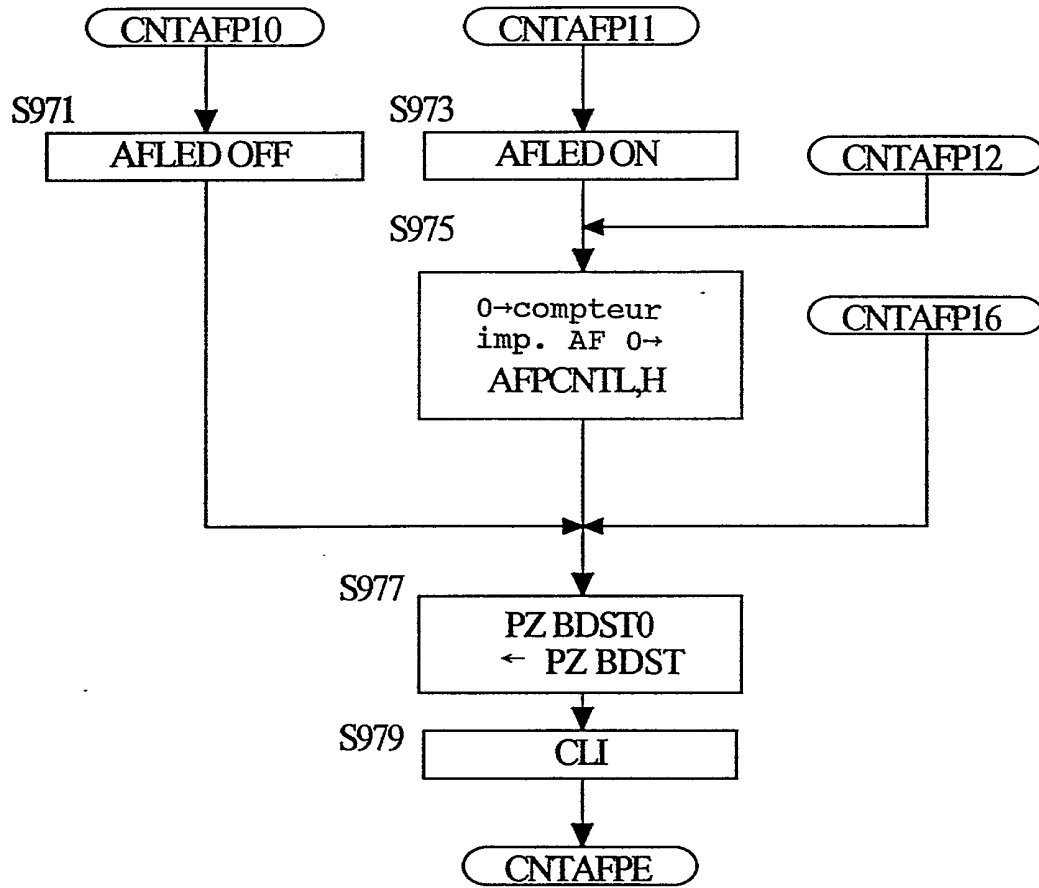 CNTAFP10
CNTAFP11
S971
S973
AFLED OFF
AFLED ON
CNTAFP12
S975
0→compteur
imp. AF 0→
AFPCNTL,H
CNTAFP16
S977
PZ BDST0
← PZ BDST
S979
CLI
CNTAFPE